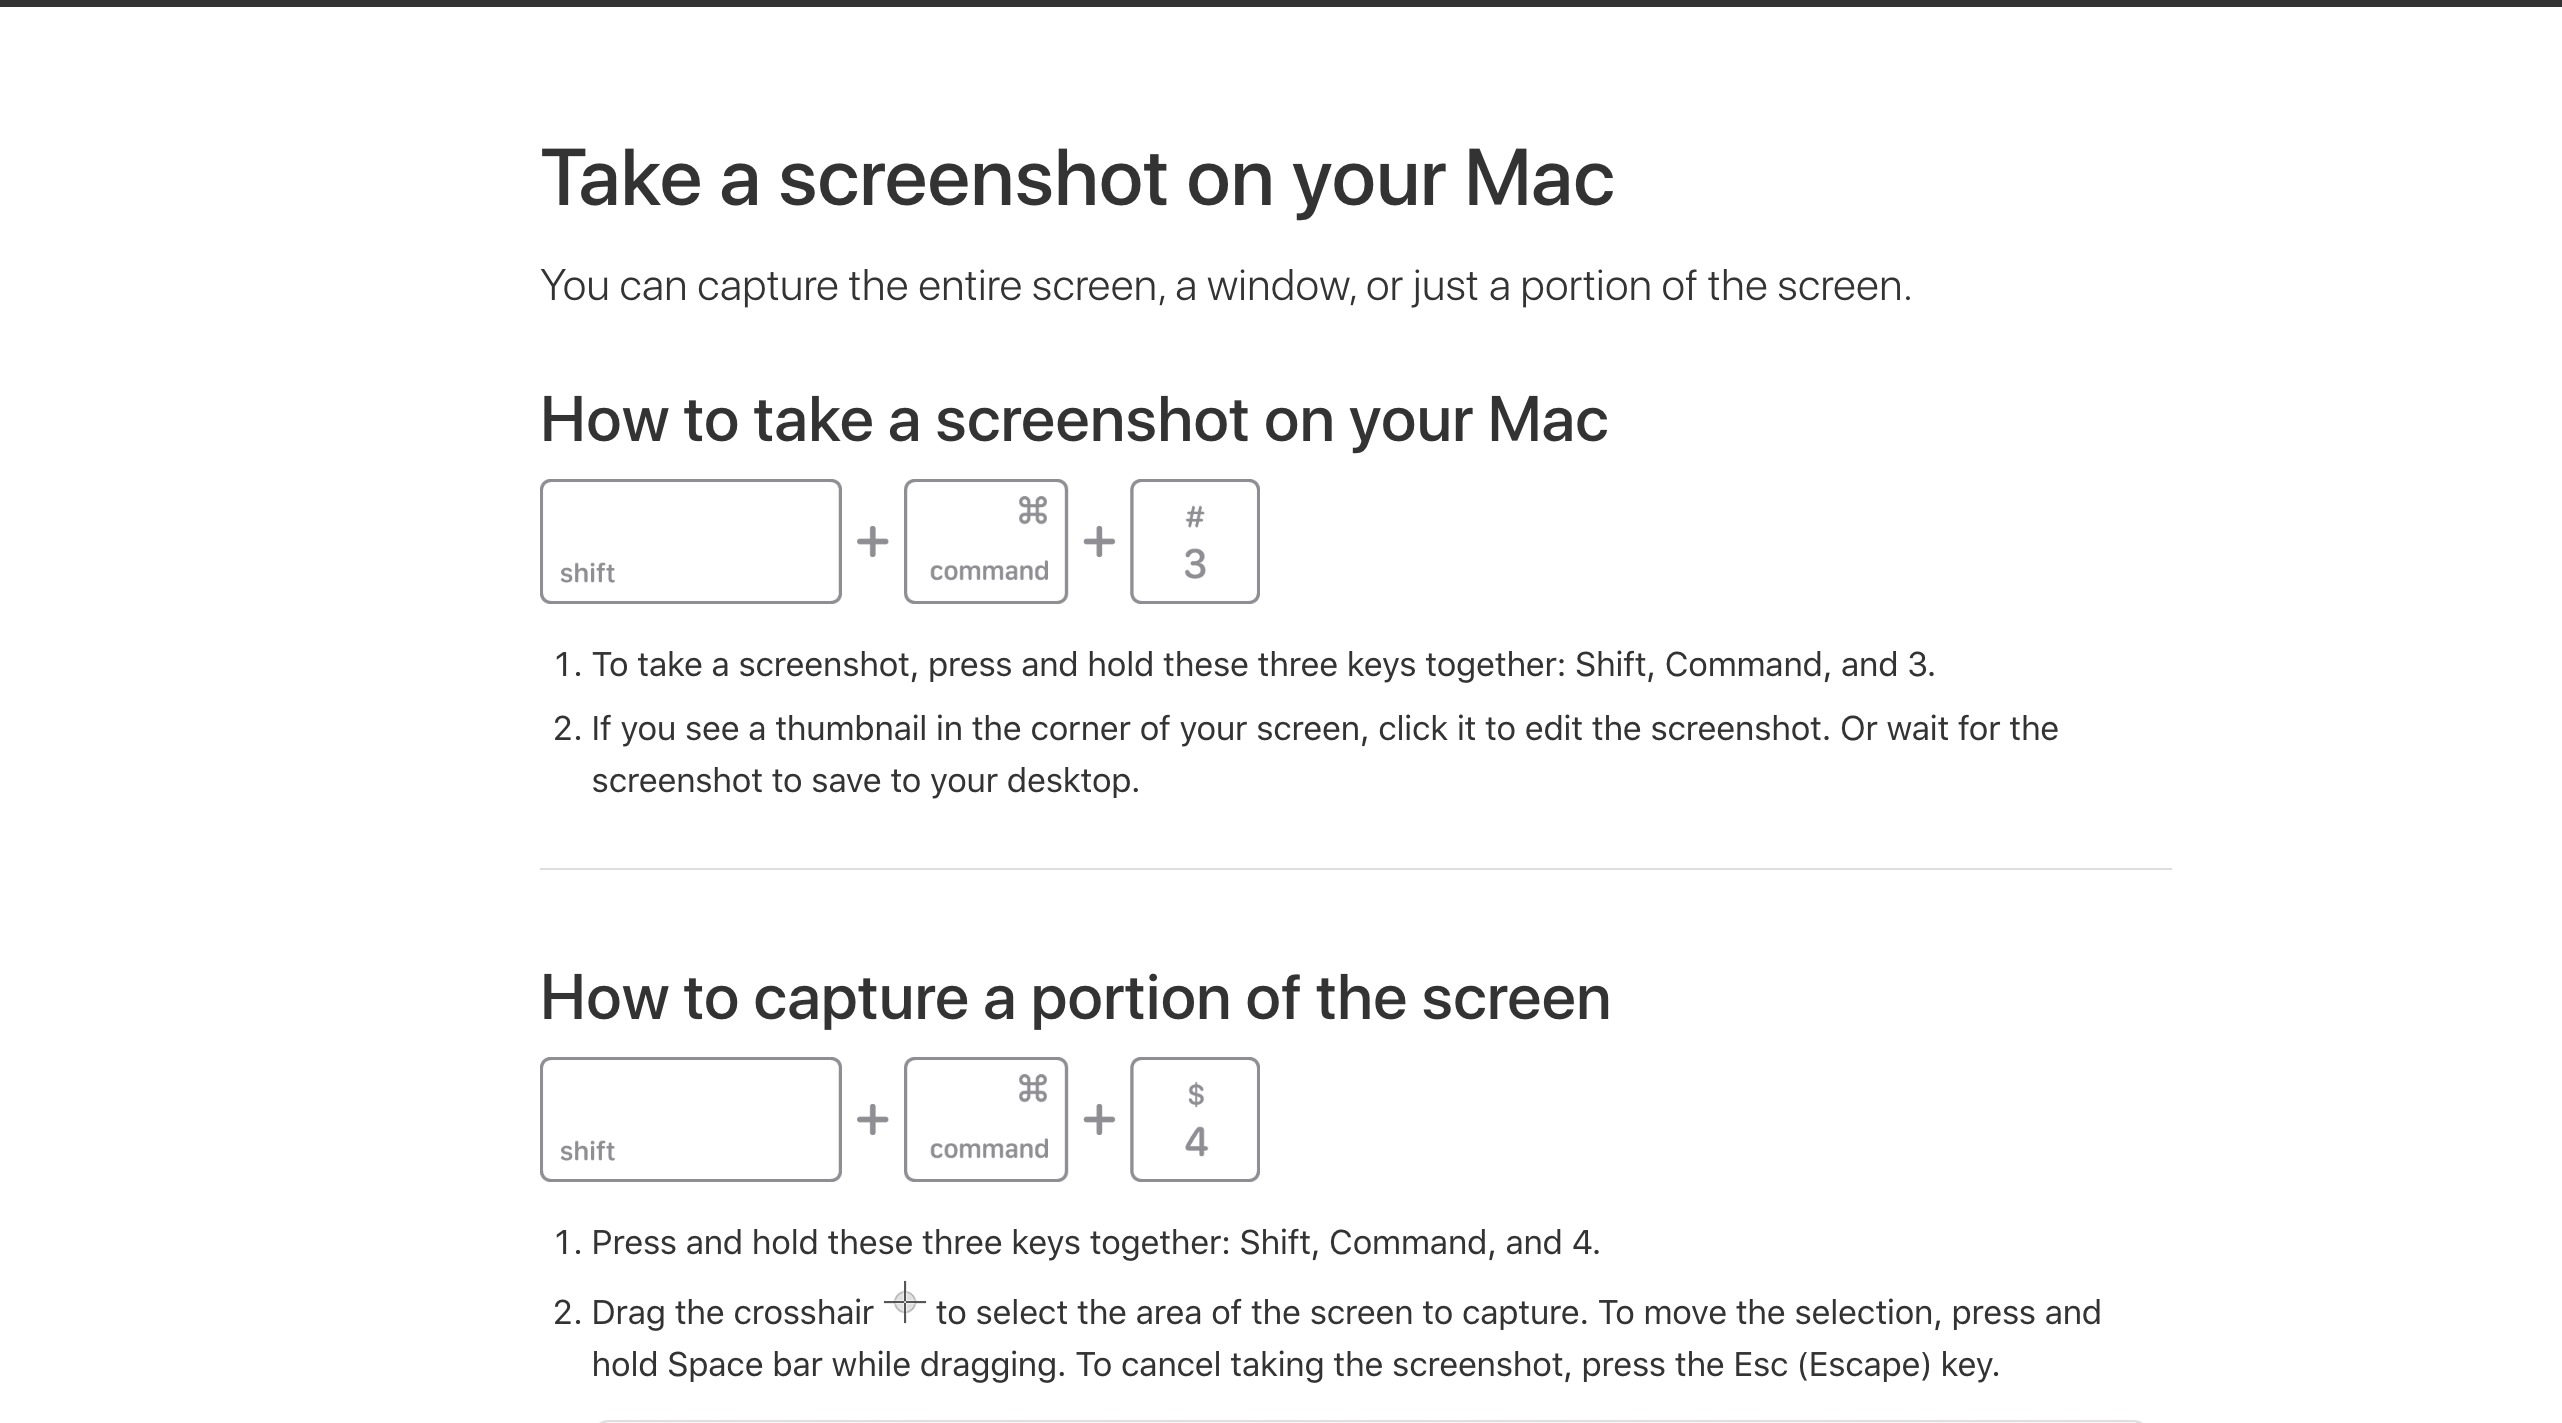 Take a screenshot on your Mac
You can capture the entire screen, a window, or just a portion of the screen.
How to take a screenshot on your Mac
shift + ⌘ command + # 3
1. To take a screenshot, press and hold these three keys together: Shift, Command, and 3.
2. If you see a thumbnail in the corner of your screen, click it to edit the screenshot. Or wait for the
screenshot to save to your desktop.
How to capture a portion of the screen
shift + ⌘ command + $ 4
1. Press and hold these three keys together: Shift, Command, and 4.
2. Drag the crosshair to select the area of the screen to capture. To move the selection, press and
hold Space bar while dragging. To cancel taking the screenshot, press the Esc (Escape) key.